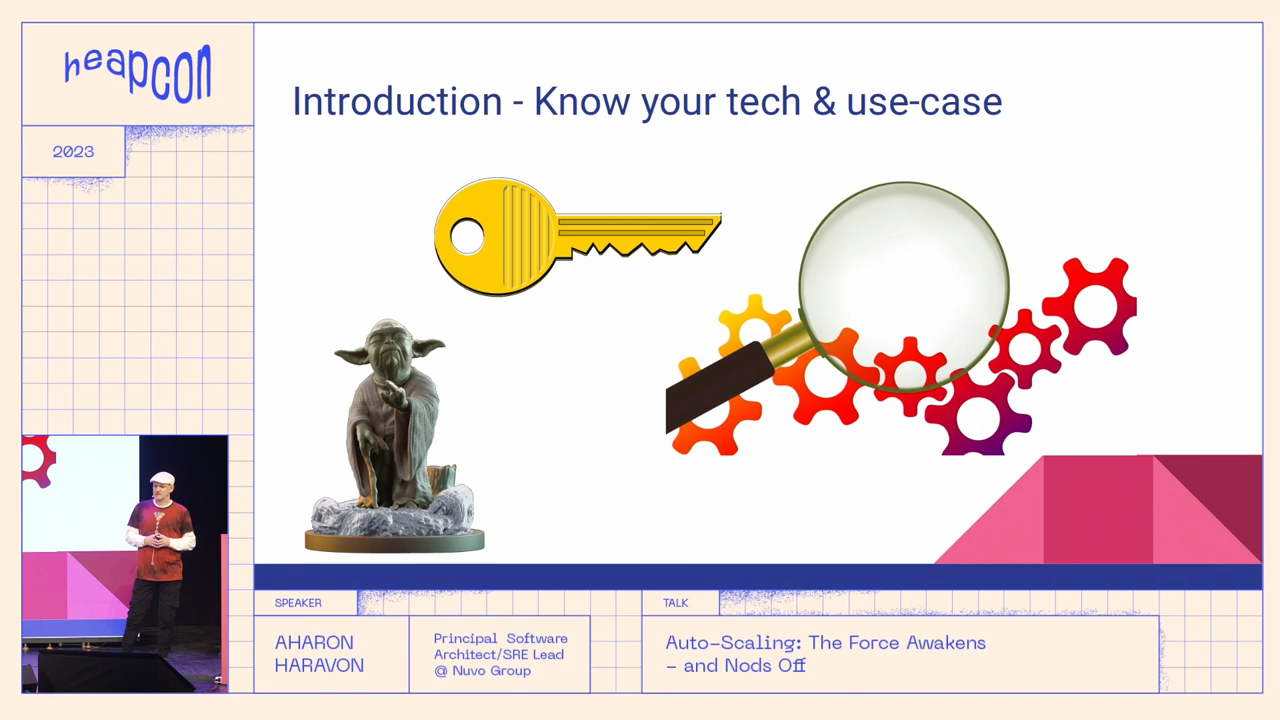 heapcon
2023
Introduction - Know your tech & use-case
SPEAKER
AHARON
HARAVON
Principal Software
Architect/SRE Lead
@ Nuvo Group
TALK
Auto-Scaling: The Force Awakens
- and Nods Off